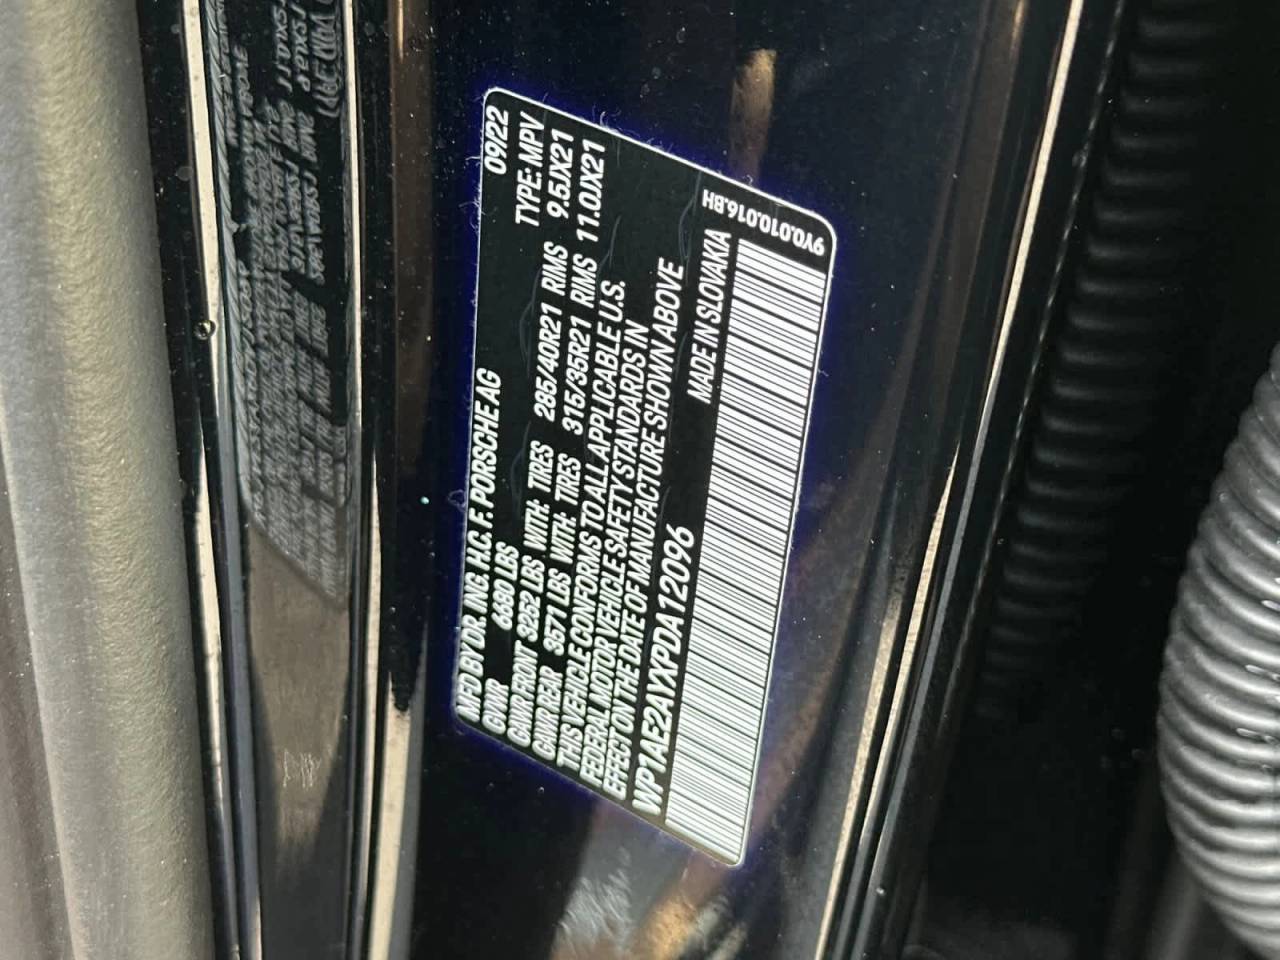 MFD BY DR. ING. H.C. F. PORSCHE AG 09/22
GVWR 6680 LBS TYPE: MPV
GAWR FRONT 3252 LBS WITH: TIRES 285/40R21 RIMS 9.5JX21
GAWR REAR 3571 LBS WITH: TIRES 315/35R21 RIMS 11.0JX21
THIS VEHICLE CONFORMS TO ALL APPLICABLE U.S.
FEDERAL MOTOR VEHICLE SAFETY STANDARDS IN
EFFECT ON THE DATE OF MANUFACTURE SHOWN ABOVE
WP1AE2AYXPDA12096 MADE IN SLOVAKIA
9Y0.010.016.BH